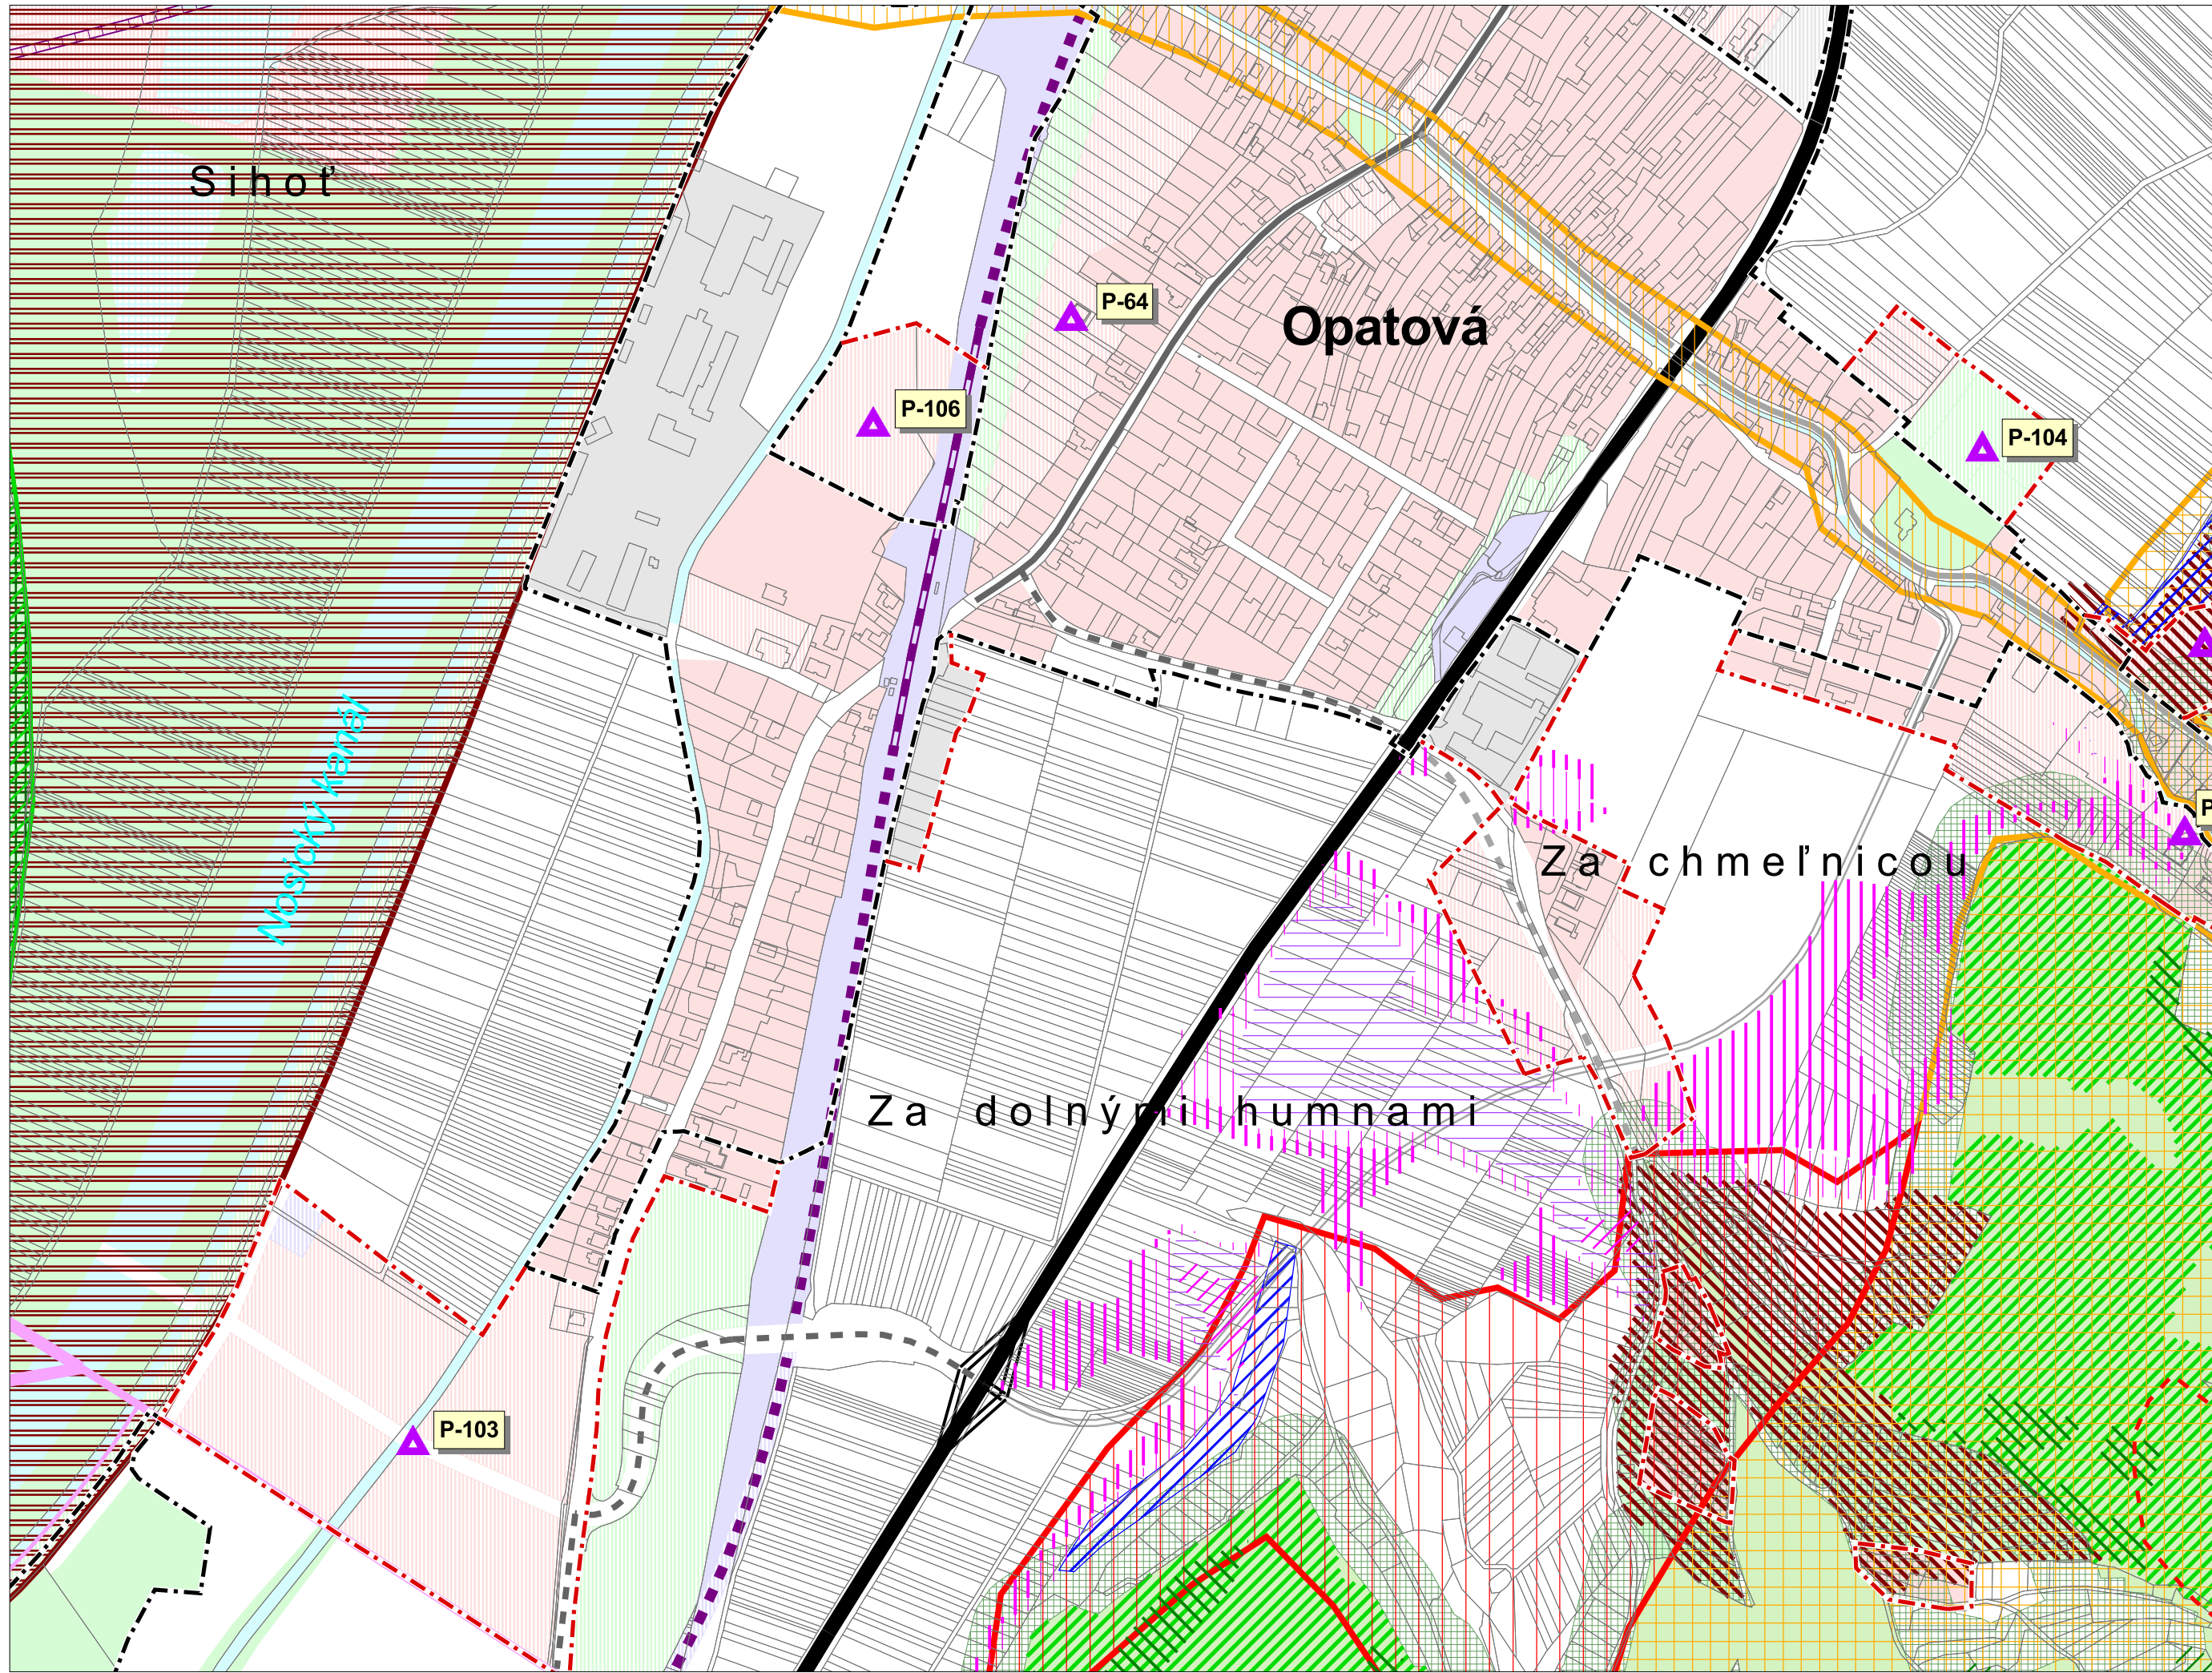 Sihoť
P-64
Opatová
P-106
P-104
Nosický kanál
P
Za chmeľnicou
Za dolnými humnami
P-103